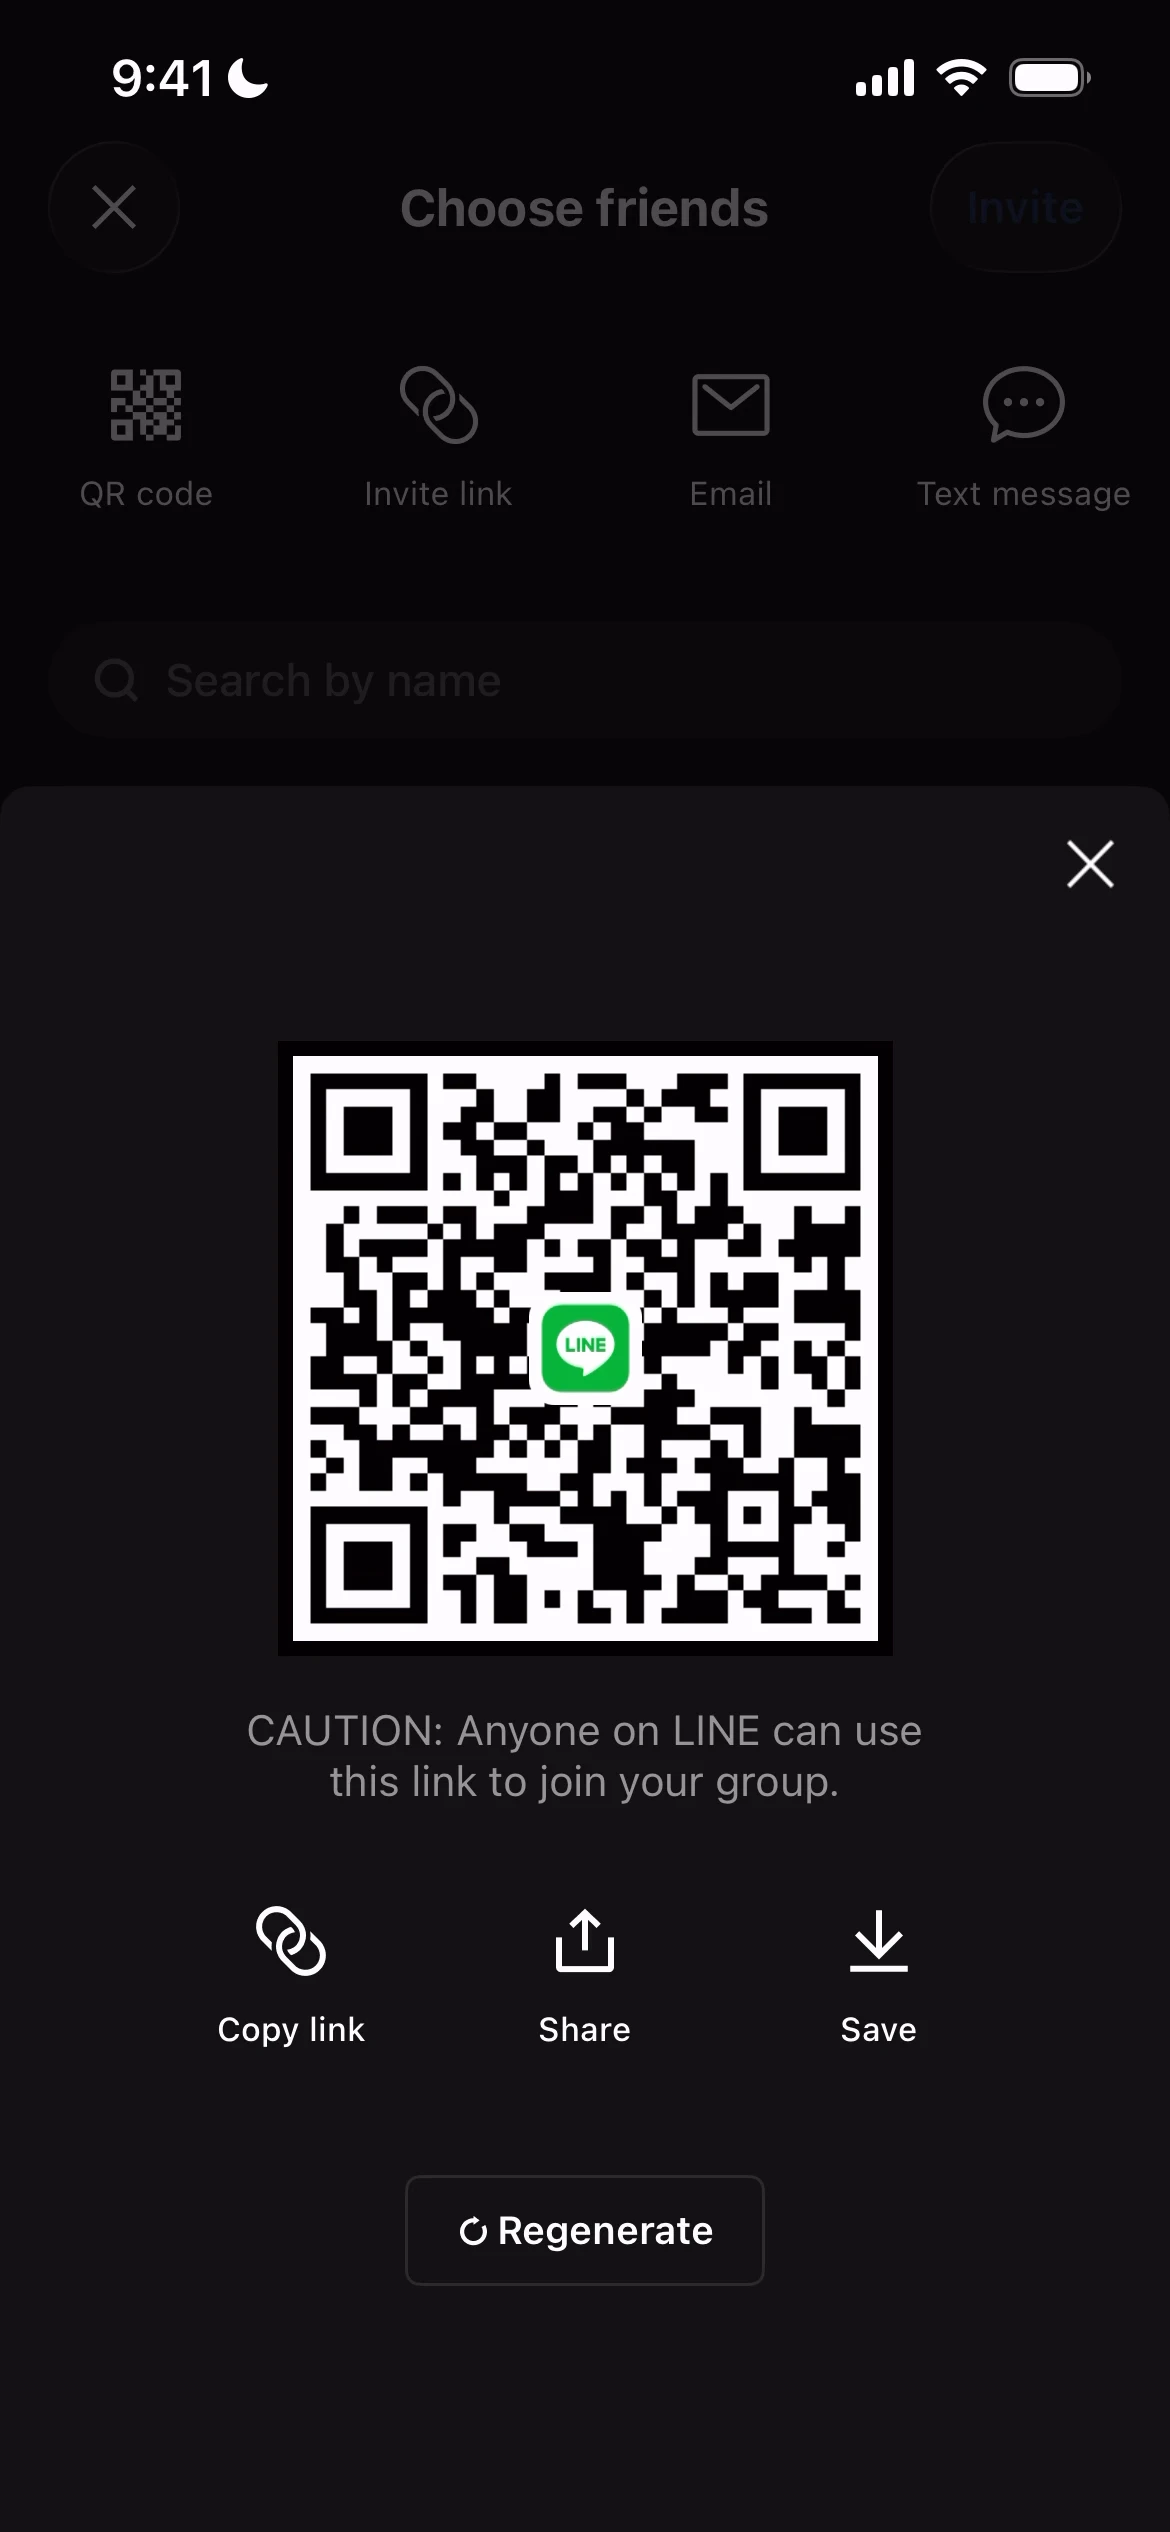 9:41
Choose friends
Invite
QR code
Invite link
Email
Text message
Search by name
LINE
CAUTION: Anyone on LINE can use
this link to join your group.
Copy link
Share
Save
Regenerate